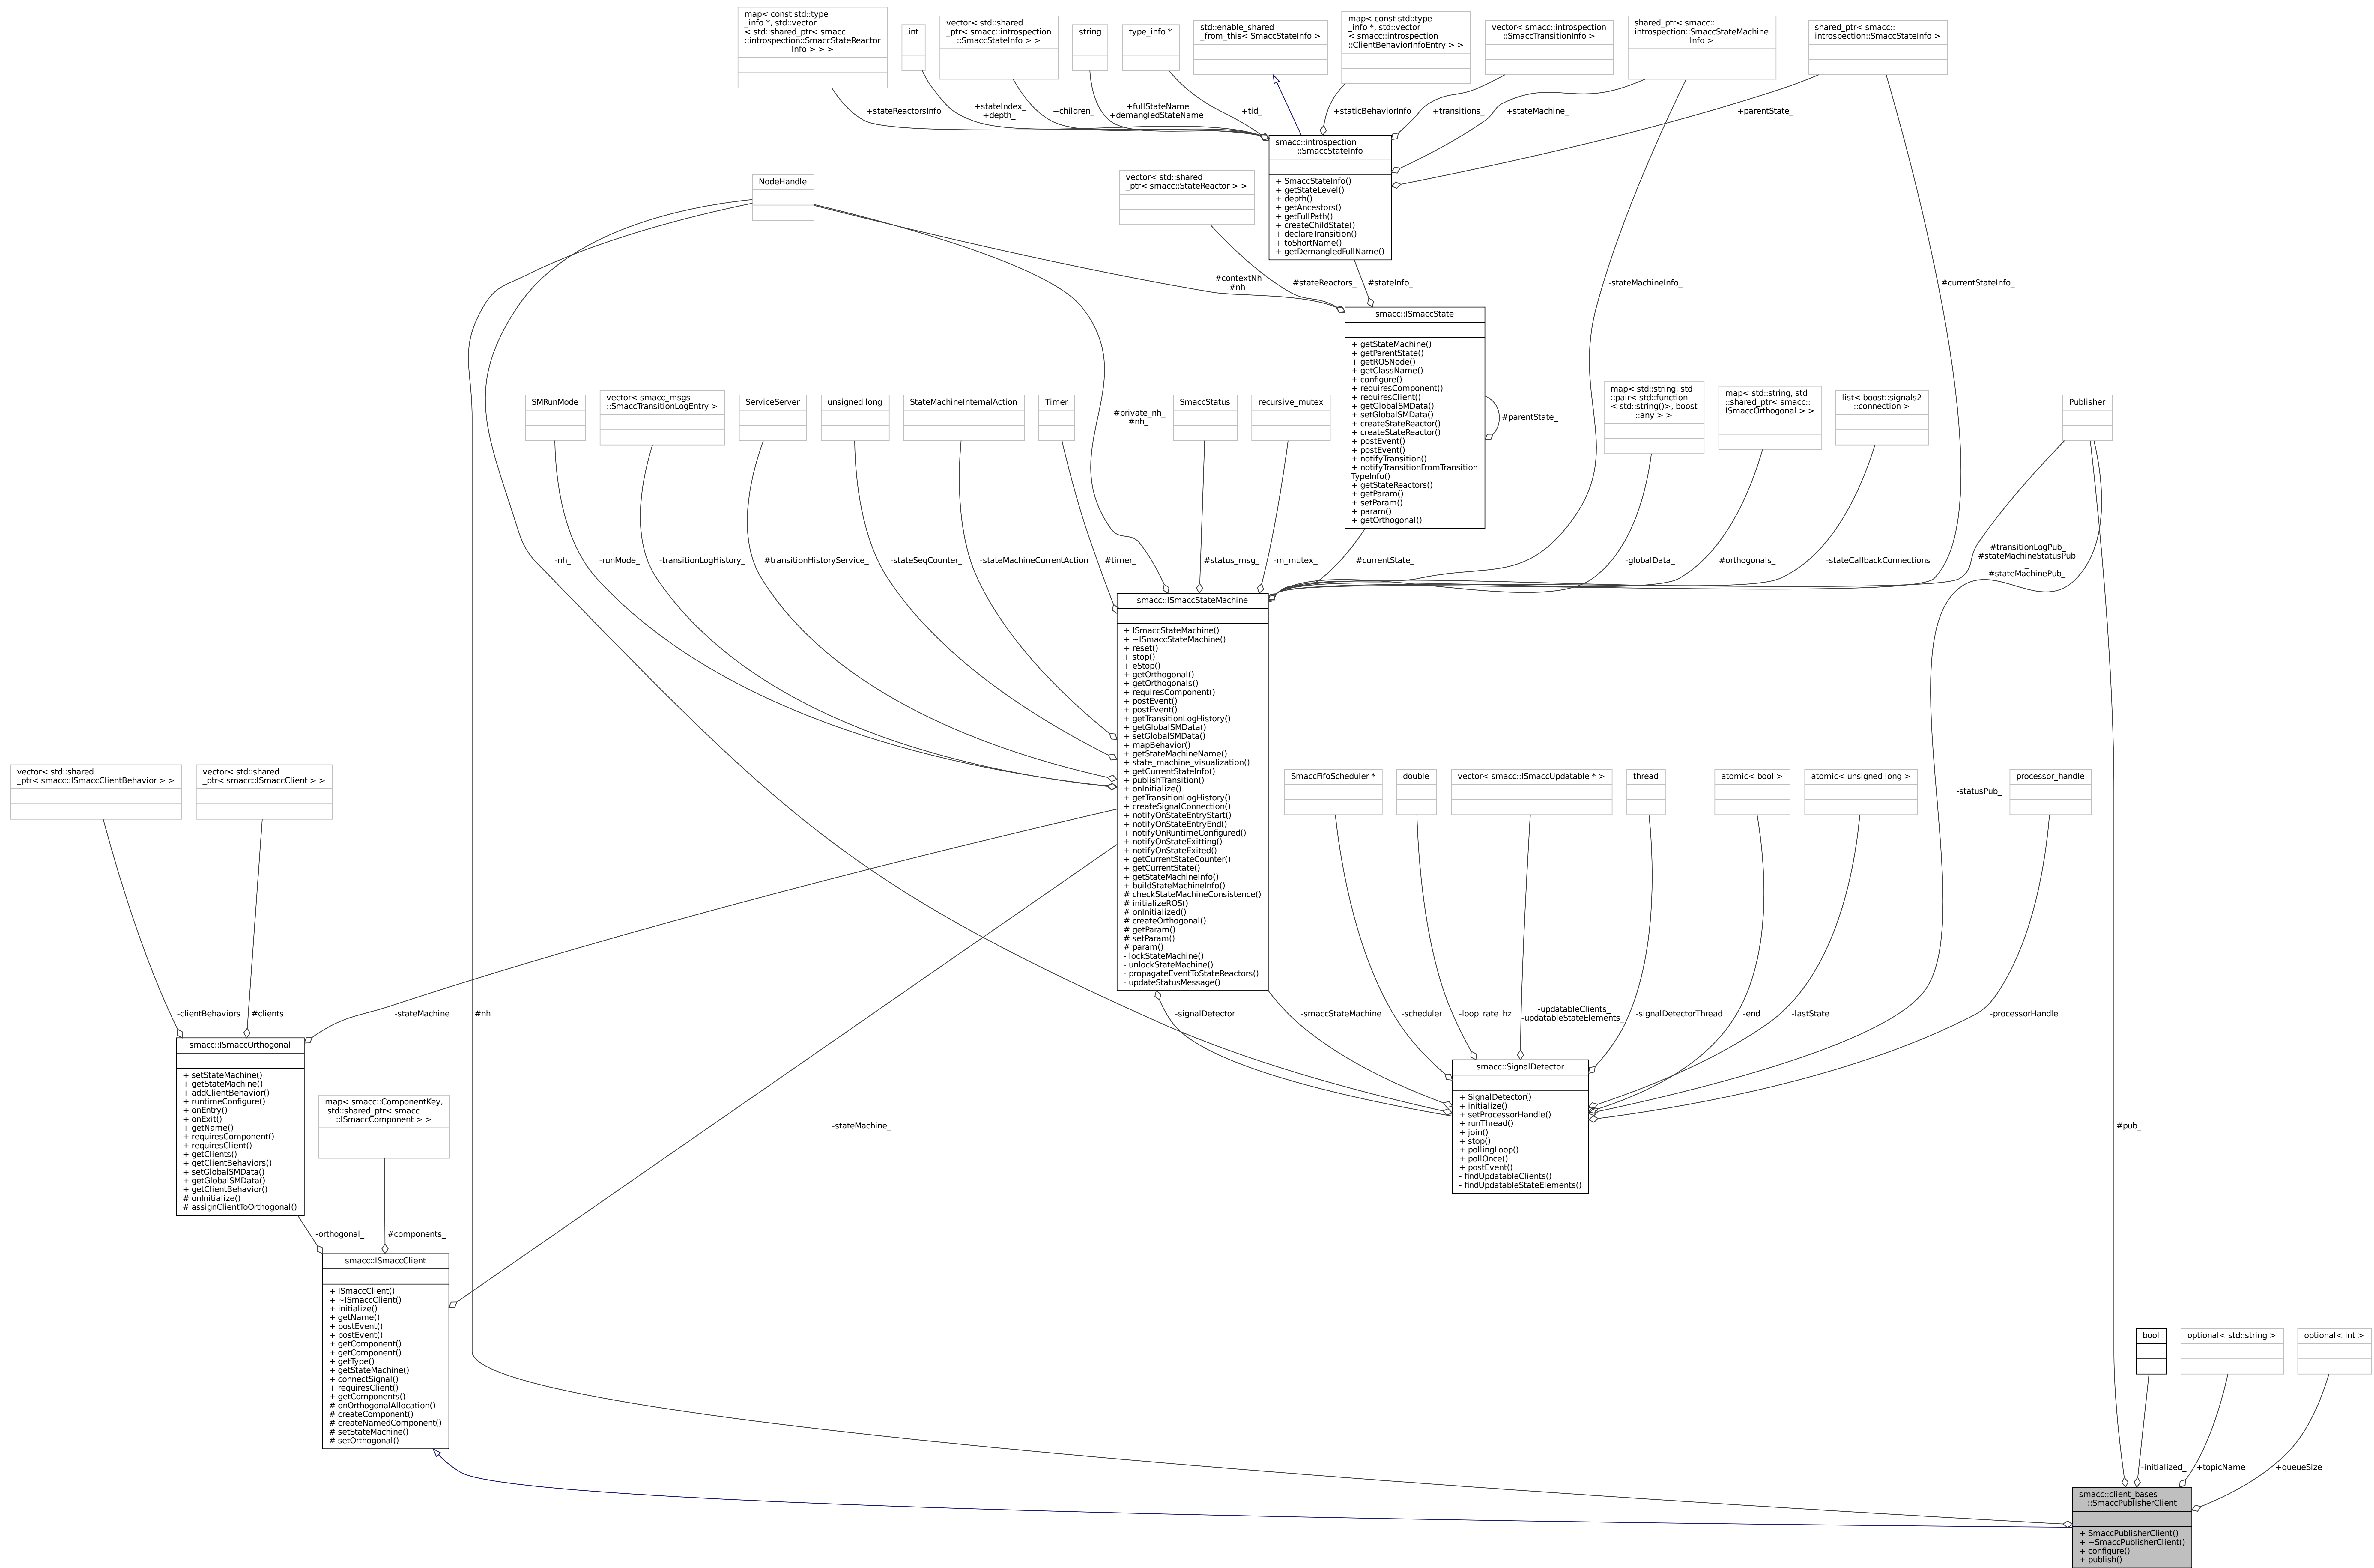 map< const std::type
_info *, std::vector
< std::shared_ptr< smacc
::introspection::SmaccStateReactor
Info > > >
int
vector< std::shared
_ptr< smacc::introspection
::SmaccStateInfo > >
string
type_info *
std::enable_shared
_from_this< SmaccStateInfo >
map< const std::type
_info *, std::vector
< smacc::introspection
::ClientBehaviorInfoEntry > >
vector< smacc::introspection
::SmaccTransitionInfo >
shared_ptr< smacc::
introspection::SmaccStateMachine
Info >
shared_ptr< smacc::
introspection::SmaccStateInfo >
+stateReactorsInfo
+stateIndex_
+depth_
+children_
+fullStateName
+demangledStateName
+tid_
+staticBehaviorInfo
+transitions_
+stateMachine_
+parentState_
smacc::introspection
::SmaccStateInfo
+ SmaccStateInfo()
+ getStateLevel()
+ depth()
+ getAncestors()
+ getFullPath()
+ createChildState()
+ declareTransition()
+ toShortName()
+ getDemangledFullName()
NodeHandle
vector< std::shared
_ptr< smacc::StateReactor > >
#contextNh
#nh
#stateReactors_
#stateInfo_
-stateMachineInfo_
#currentStateInfo_
smacc::ISmaccState
+ getStateMachine()
+ getParentState()
+ getROSNode()
+ getClassName()
+ configure()
+ requiresComponent()
+ requiresClient()
+ getGlobalSMData()
+ setGlobalSMData()
+ createStateReactor()
+ createStateReactor()
+ postEvent()
+ postEvent()
+ notifyTransition()
+ notifyTransitionFromTransition
TypeInfo()
+ getStateReactors()
+ getParam()
+ setParam()
+ param()
+ getOrthogonal()
#parentState_
SMRunMode
vector< smacc_msgs
::SmaccTransitionLogEntry >
ServiceServer
unsigned long
StateMachineInternalAction
Timer
#private_nh_
#nh_
SmaccStatus
recursive_mutex
map< std::string, std
::pair< std::function
< std::string()>, boost
::any > >
map< std::string, std
::shared_ptr< smacc::
ISmaccOrthogonal > >
list< boost::signals2
::connection >
Publisher
-nh_
-runMode_
-transitionLogHistory_
#transitionHistoryService_
-stateSeqCounter_
-stateMachineCurrentAction
#timer_
#status_msg_
-m_mutex_
#currentState_
-globalData_
#orthogonals_
-stateCallbackConnections
#transitionLogPub_
#stateMachineStatusPub
_
#stateMachinePub_
smacc::ISmaccStateMachine
+ ISmaccStateMachine()
+ ~ISmaccStateMachine()
+ reset()
+ stop()
+ eStop()
+ getOrthogonal()
+ getOrthogonals()
+ requiresComponent()
+ postEvent()
+ postEvent()
+ getTransitionLogHistory()
+ getGlobalSMData()
+ setGlobalSMData()
+ mapBehavior()
+ getStateMachineName()
+ state_machine_visualization()
+ getCurrentStateInfo()
+ publishTransition()
+ onInitialize()
+ getTransitionLogHistory()
+ createSignalConnection()
+ notifyOnStateEntryStart()
+ notifyOnStateEntryEnd()
+ notifyOnRuntimeConfigured()
+ notifyOnStateExitting()
+ notifyOnStateExited()
+ getCurrentStateCounter()
+ getCurrentState()
+ getStateMachineInfo()
+ buildStateMachineInfo()
# checkStateMachineConsistence()
# initializeROS()
# onInitialized()
# createOrthogonal()
# getParam()
# setParam()
# param()
- lockStateMachine()
- unlockStateMachine()
- propagateEventToStateReactors()
- updateStatusMessage()
vector< std::shared
_ptr< smacc::ISmaccClientBehavior > >
vector< std::shared
_ptr< smacc::ISmaccClient > >
SmaccFifoScheduler *
double
vector< smacc::ISmaccUpdatable * >
thread
atomic< bool >
atomic< unsigned long >
-statusPub_
processor_handle
-clientBehaviors_
#clients_
-stateMachine_
#nh_
-signalDetector_
-smaccStateMachine_
-scheduler_
-loop_rate_hz
-updatableClients_
-updatableStateElements_
-signalDetectorThread_
-end_
-lastState_
-processorHandle_
smacc::ISmaccOrthogonal
+ setStateMachine()
+ getStateMachine()
+ addClientBehavior()
+ runtimeConfigure()
+ onEntry()
+ onExit()
+ getName()
+ requiresComponent()
+ requiresClient()
+ getClients()
+ getClientBehaviors()
+ setGlobalSMData()
+ getGlobalSMData()
+ getClientBehavior()
# onInitialize()
# assignClientToOrthogonal()
map< smacc::ComponentKey,
std::shared_ptr< smacc
::ISmaccComponent > >
-stateMachine_
smacc::SignalDetector
+ SignalDetector()
+ initialize()
+ setProcessorHandle()
+ runThread()
+ join()
+ stop()
+ pollingLoop()
+ pollOnce()
+ postEvent()
- findUpdatableClients()
- findUpdatableStateElements()
#pub_
-orthogonal_
#components_
smacc::ISmaccClient
+ ISmaccClient()
+ ~ISmaccClient()
+ initialize()
+ getName()
+ postEvent()
+ postEvent()
+ getComponent()
+ getComponent()
+ getType()
+ getStateMachine()
+ connectSignal()
+ requiresClient()
+ getComponents()
# onOrthogonalAllocation()
# createComponent()
# createNamedComponent()
# setStateMachine()
# setOrthogonal()
bool
optional< std::string >
optional< int >
-initialized_
+topicName
+queueSize
smacc::client_bases
::SmaccPublisherClient
+ SmaccPublisherClient()
+ ~SmaccPublisherClient()
+ configure()
+ publish()